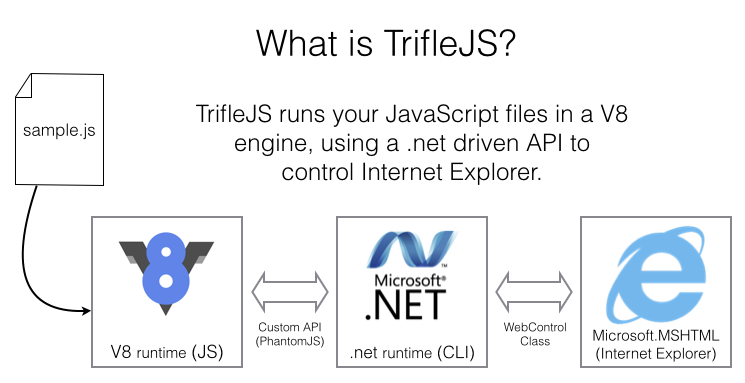 What is TrifleJS?
sample.js
TrifleJS runs your JavaScript files in a V8
engine, using a .net driven API to
control Internet Explorer.
8
Microsoft®
.NET
™
V8 runtime (JS)
Custom API
(PhantomJS)
.net runtime (CLI)
WebControl
Class
Microsoft.MSHTML
(Internet Explorer)